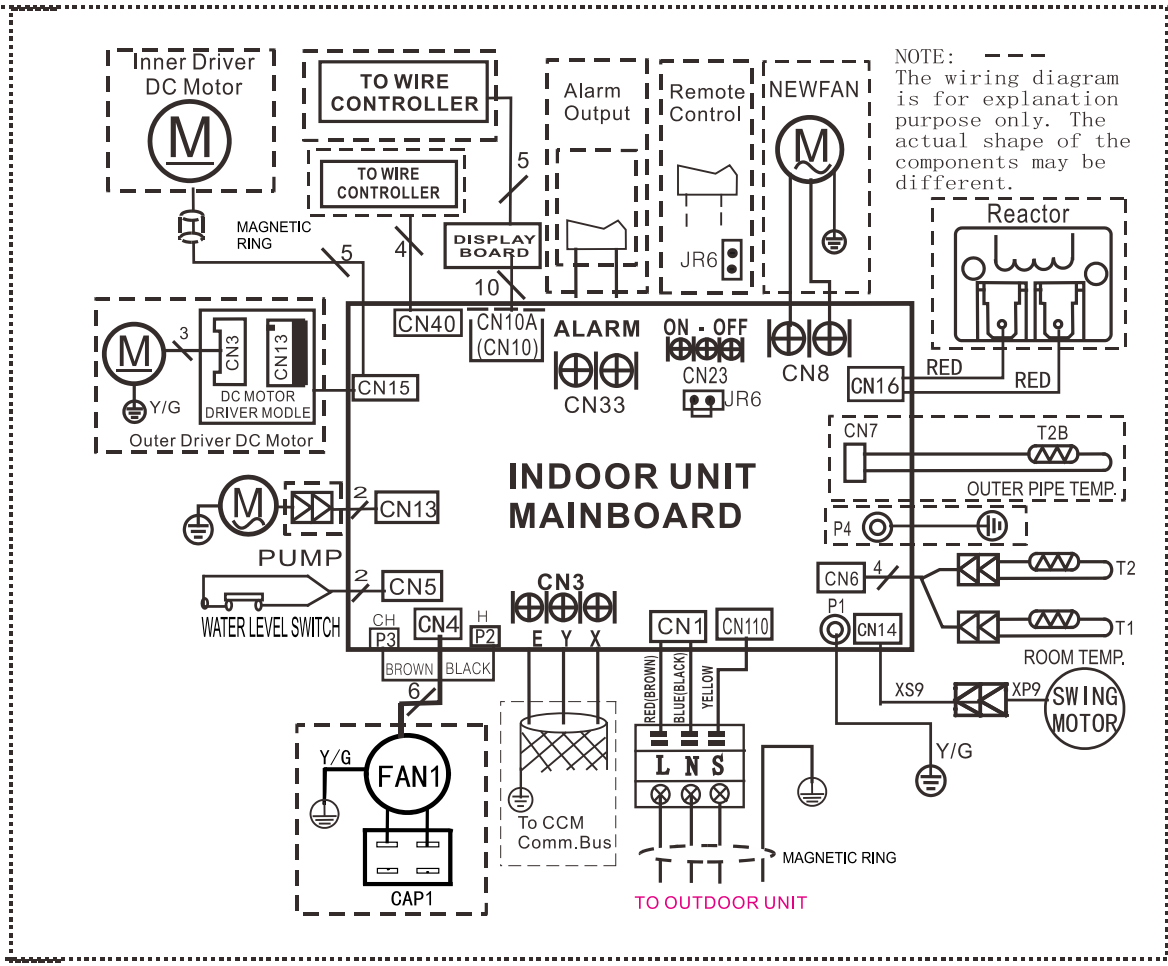 Inner Driver
DC Motor
M
TO WIRE
CONTROLLER
TO WIRE
CONTROLLER
Alarm
Output
Remote
Control
JR6
NEWFAN
M
NOTE:
The wiring diagram
is for explanation
purpose only. The
actual shape of the
components may be
different.
Reactor
MAGNETIC
RING
5
4
5
DISPLAY
BOARD
10
M
3
CN3
CN13
DC MOTOR
DRIVER MODLE
Y/G
Outer Driver DC Motor
CN15
CN40
CN10A
(CN10)
ALARM
CN33
ON - OFF
CN23
JR6
CN8
CN16
RED
RED
CN7
T2B
OUTER PIPE TEMP.
P4
INDOOR UNIT
MAINBOARD
M
2
CN13
PUMP
2
CN5
WATER LEVEL SWITCH
CH
P3
CN4
H
P2
BROWN
BLACK
6
CN3
E Y X
CN1
CN110
CN6
4
T2
T1
ROOM TEMP.
P1
CN14
XS9
XP9
SWING
MOTOR
Y/G
RED(BROWN)
BLUE(BLACK)
YELLOW
L N S
Y/G
FAN1
CAP1
To CCM
Comm.Bus
MAGNETIC RING
TO OUTDOOR UNIT